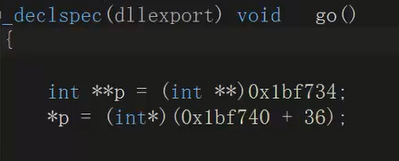 _declspec(dllexport) void go()
{
int **p = (int **)0x1bf734;
*p = (int*)(0x1bf740 + 36);